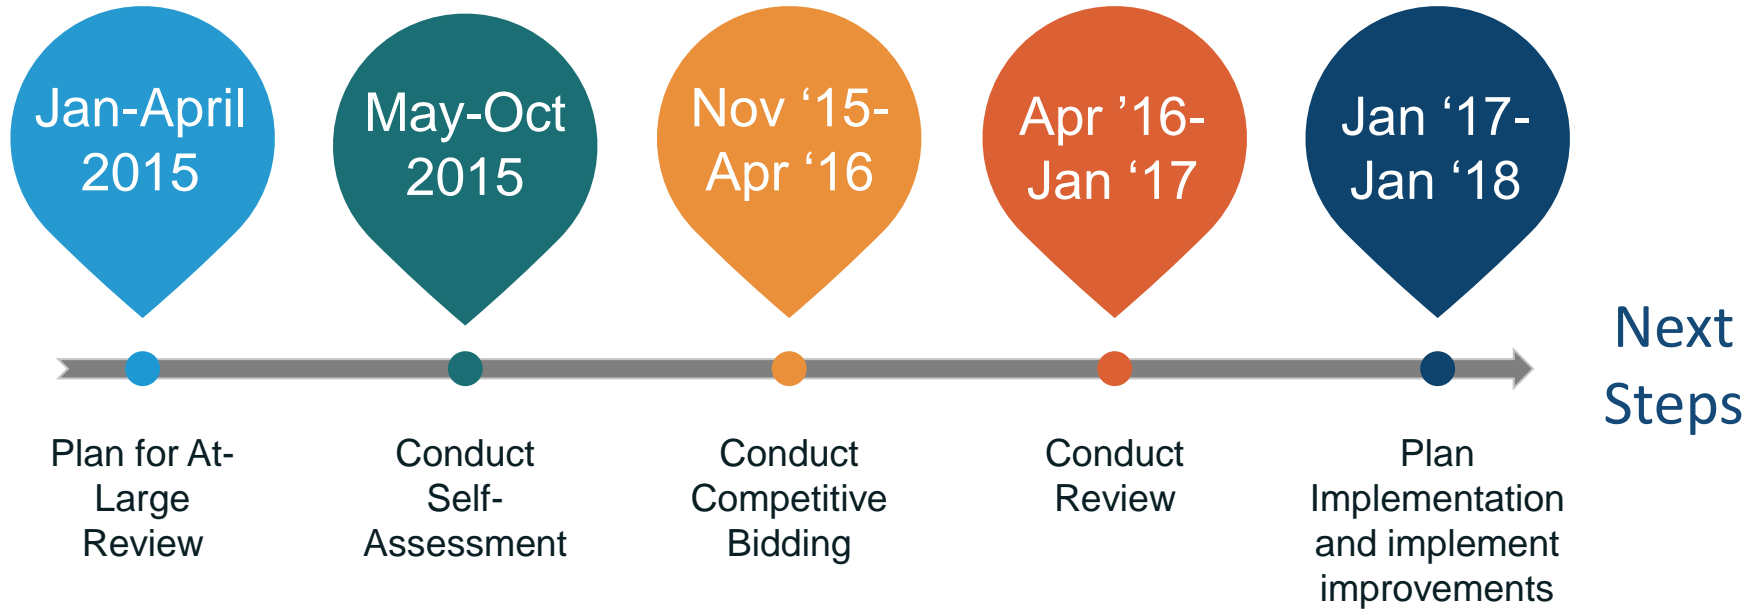 Jan-April
2015
May-Oct
2015
Nov ‘15-
Apr ‘16
Apr ’16-
Jan ‘17
Jan ‘17-
Jan ‘18
Next
Steps
Plan for At-
Large
Review
Conduct
Self-
Assessment
Conduct
Competitive
Bidding
Conduct
Review
Plan
Implementation
and implement
improvements